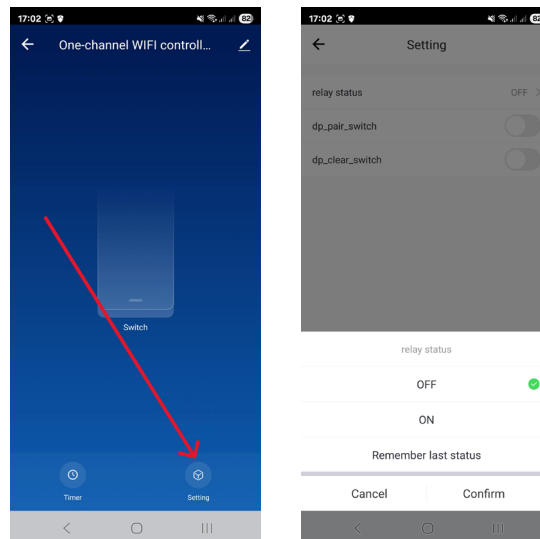 17:02
82
One-channel WIFI controll...
Switch
Timer
Setting
17:02
Setting
relay status
OFF
dp_pair_switch
dp_clear_switch
relay status
OFF
ON
Remember last status
Cancel
Confirm